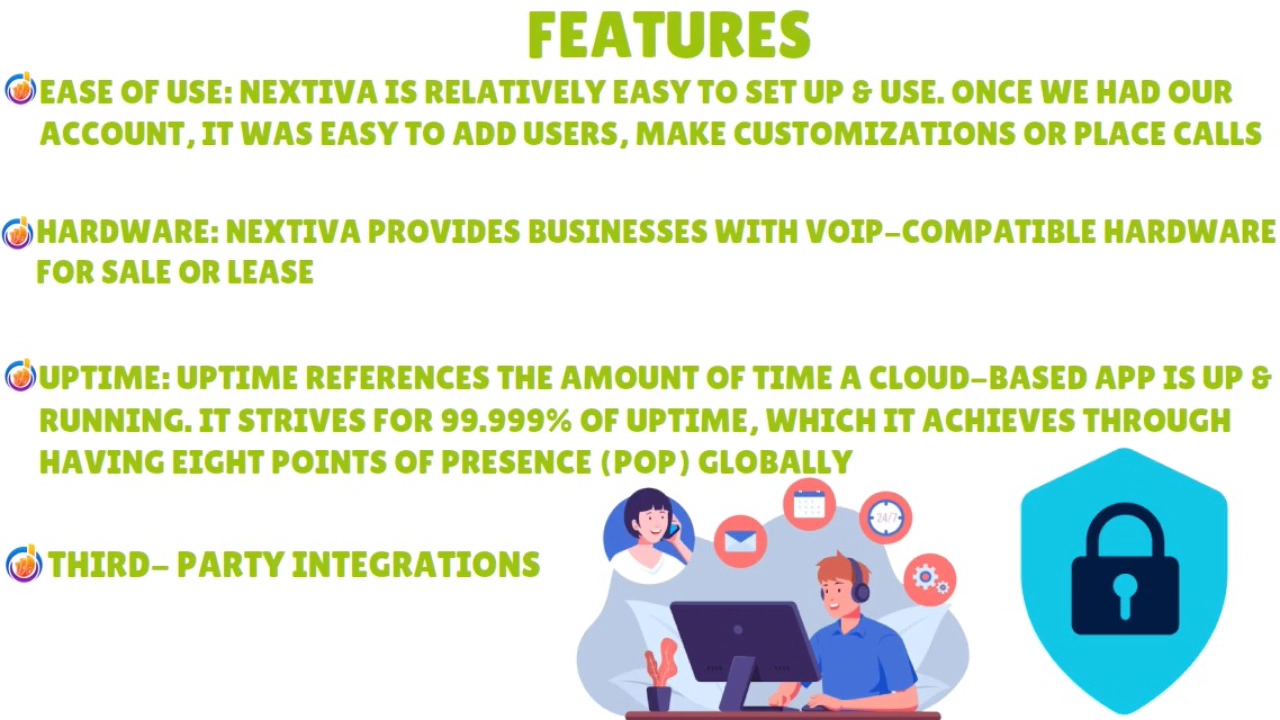 FEATURES
EASE OF USE: NEXTIVA IS RELATIVELY EASY TO SET UP & USE. ONCE WE HAD OUR
ACCOUNT, IT WAS EASY TO ADD USERS, MAKE CUSTOMIZATIONS OR PLACE CALLS
HARDWARE: NEXTIVA PROVIDES BUSINESSES WITH VOIP-COMPATIBLE HARDWARE
FOR SALE OR LEASE
UPTIME: UPTIME REFERENCES THE AMOUNT OF TIME A CLOUD-BASED APP IS UP &
RUNNING. IT STRIVES FOR 99.999% OF UPTIME, WHICH IT ACHIEVES THROUGH
HAVING EIGHT POINTS OF PRESENCE (POP) GLOBALLY
24/7
THIRD- PARTY INTEGRATIONS